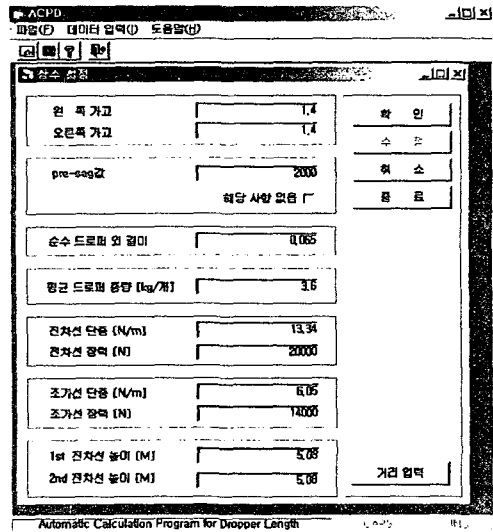 ACPD
파일(F) 데이터 입력(I) 도움말(H)
상수 설정
왼 쪽 가고 1.4
오른쪽 가고 1.4
pre-sag값 2000
해당 사항 없음
순수 드로퍼 외 길이 0.065
평균 드로퍼 중량 [kg/개] 3.6
전차선 단중 [N/m] 13.34
전차선 장력 [N] 20000
조가선 단중 [N/m] 6.05
조가선 장력 [N] 14000
1st 전차선 높이 [M] 5.08
2nd 전차선 높이 [M] 5.08
확 인
수
취 소
종 료
거리 입력
Automatic Calculation Program for Dropper Length